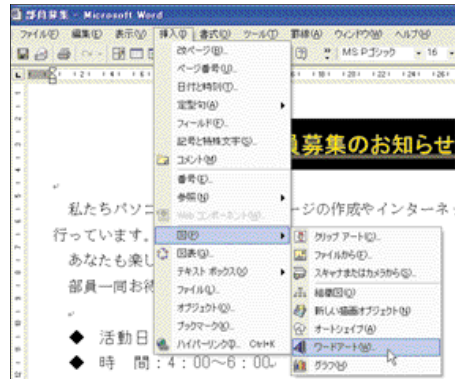 部員募集 - Microsoft Word
ファイル(F) 編集(E) 表示(V) 挿入(I) 書式(O) ツール(T) 罫線(A) ウィンドウ(W) ヘルプ(H)
MS Pゴシック 16
改ページ(B)...
ページ番号(U)...
日付と時刻(T)...
定型句(A)
フィールド(F)...
記号と特殊文字(S)...
コメント(M)
番号(E)...
参照(N)
Web コンポーネント(W)...
図(P)
図表(G)...
テキスト ボックス(X)
ファイル(L)...
オブジェクト(O)...
ブックマーク(K)...
ハイパーリンク(I)... Ctrl+K
クリップ アート(C)...
ファイルから(F)...
スキャナまたはカメラから(S)...
組織図(O)
新しい描画オブジェクト(N)
オートシェイプ(A)
ワードアート(W)...
グラフ(H)
員募集のお知らせ
私たちパソコ
ージの作成やインターネ
行っています。
あなたも楽し
部員一同お待
◆ 活動日
◆ 時 間:4:00~6:00